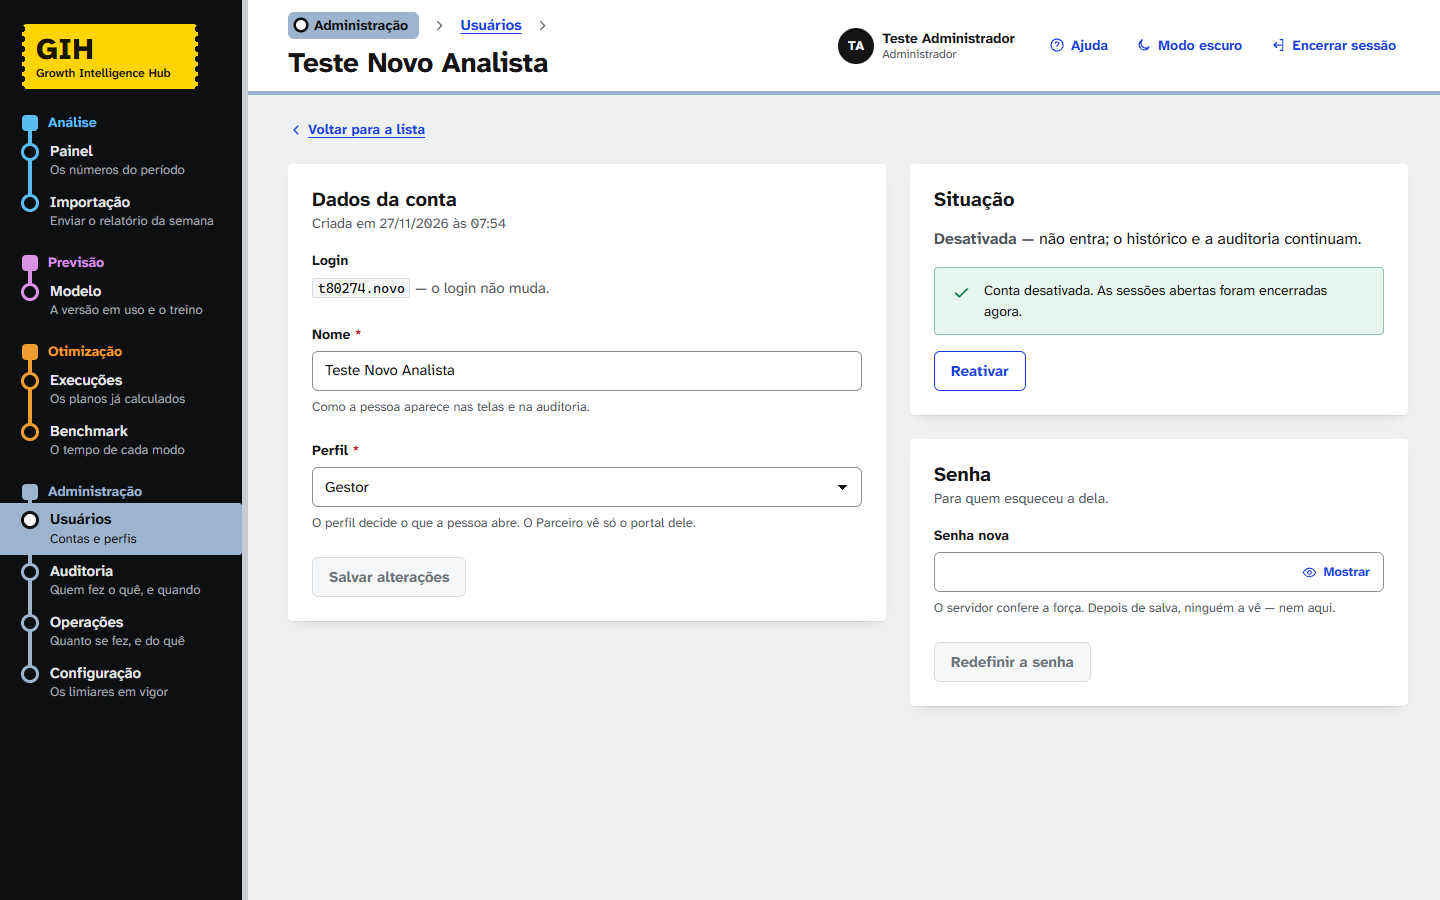 GIH
Growth Intelligence Hub
Análise
Painel
Os números do período
Importação
Enviar o relatório da semana
Previsão
Modelo
A versão em uso e o treino
Otimização
Execuções
Os planos já calculados
Benchmark
O tempo de cada modo
Administração
Usuários
Contas e perfis
Auditoria
Quem fez o quê, e quando
Operações
Quanto se fez, e do quê
Configuração
Os limiares em vigor
Administração
Usuários
Teste Novo Analista
TA
Teste Administrador
Administrador
Ajuda
Modo escuro
Encerrar sessão
Voltar para a lista
Dados da conta
Criada em 27/11/2026 às 07:54
Login
t80274.novo — o login não muda.
Nome *
Teste Novo Analista
Como a pessoa aparece nas telas e na auditoria.
Perfil *
Gestor
O perfil decide o que a pessoa abre. O Parceiro vê só o portal dele.
Salvar alterações
Situação
Desativada — não entra; o histórico e a auditoria continuam.
Conta desativada. As sessões abertas foram encerradas
agora.
Reativar
Senha
Para quem esqueceu a dela.
Senha nova
Mostrar
O servidor confere a força. Depois de salva, ninguém a vê — nem aqui.
Redefinir a senha